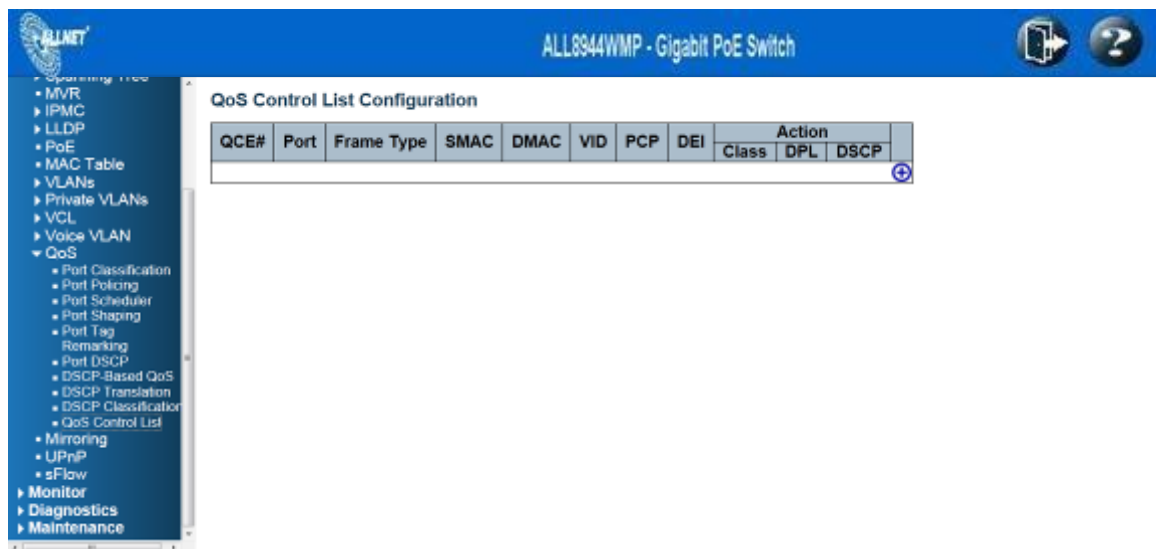 ALLNET
ALL8944WMP - Gigabit PoE Switch
Spanning Tree
MVR
IPMC
LLDP
PoE
MAC Table
VLANs
Private VLANs
VCL
Voice VLAN
QoS
Port Classification
Port Policing
Port Scheduler
Port Shaping
Port Tag
Remarking
Port DSCP
DSCP-Based QoS
DSCP Translation
DSCP Classification
QoS Control List
Mirroring
UPnP
sFlow
Monitor
Diagnostics
Maintenance
QoS Control List Configuration
QCE# Port Frame Type SMAC DMAC VID PCP DEI Action
Class DPL DSCP